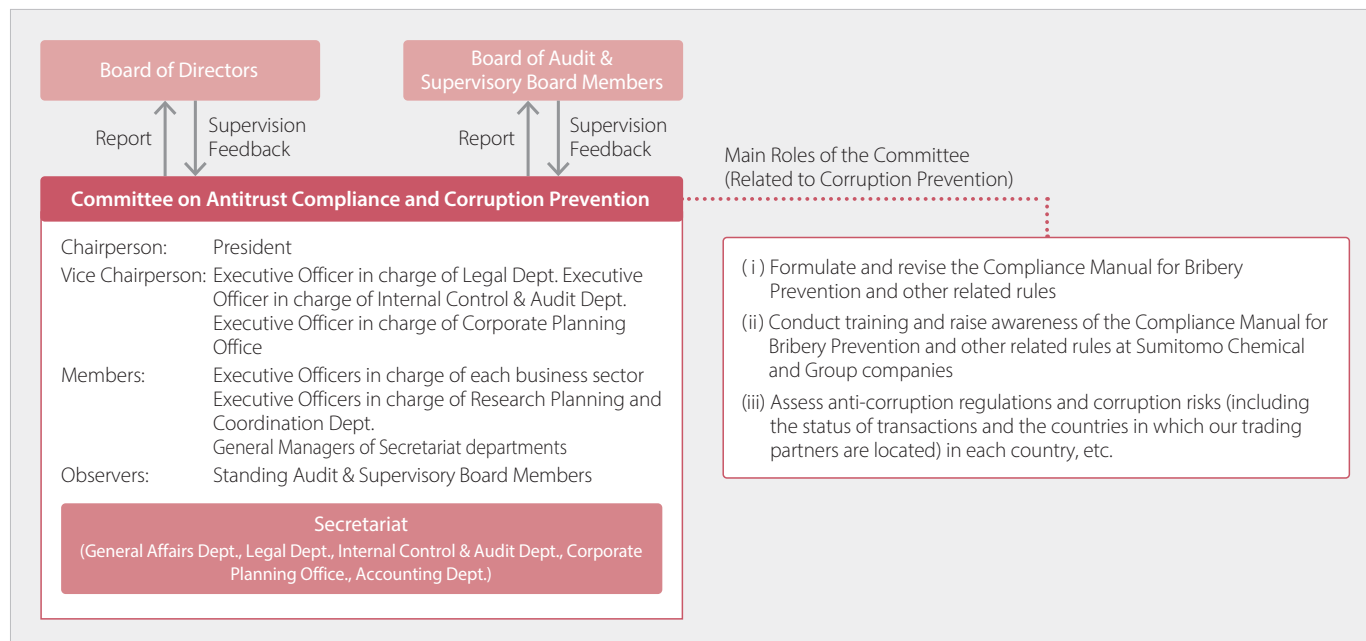 Board of Directors
Board of Audit &
Supervisory Board Members
Report
Supervision
Feedback
Report
Supervision
Feedback
Main Roles of the Committee
(Related to Corruption Prevention)
Committee on Antitrust Compliance and Corruption Prevention
Chairperson: President
Vice Chairperson: Executive Officer in charge of Legal Dept. Executive
Officer in charge of Internal Control & Audit Dept.
Executive Officer in charge of Corporate Planning
Office
Members: Executive Officers in charge of each business sector
Executive Officers in charge of Research Planning and
Coordination Dept.
General Managers of Secretariat departments
Observers: Standing Audit & Supervisory Board Members
Secretariat
(General Affairs Dept., Legal Dept., Internal Control & Audit Dept., Corporate
Planning Office., Accounting Dept.)
(i) Formulate and revise the Compliance Manual for Bribery
Prevention and other related rules
(ii) Conduct training and raise awareness of the Compliance Manual for
Bribery Prevention and other related rules at Sumitomo Chemical
and Group companies
(iii) Assess anti-corruption regulations and corruption risks (including
the status of transactions and the countries in which our trading
partners are located) in each country, etc.